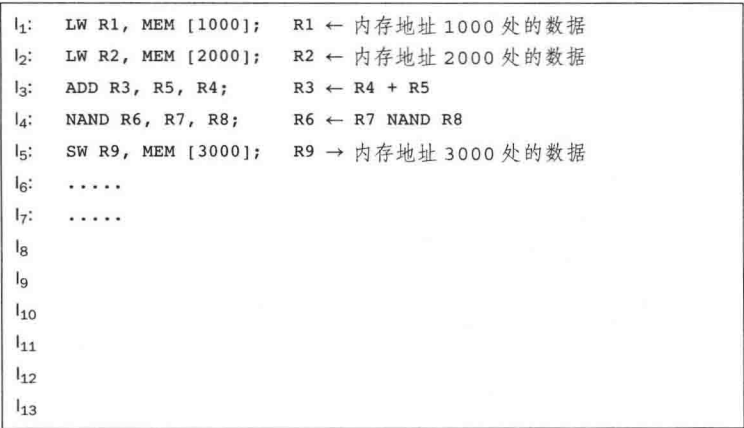 I₁: LW R1, MEM [1000]; R1 ← 内存地址 1000 处的数据
I₂: LW R2, MEM [2000]; R2 ← 内存地址 2000 处的数据
I₃: ADD R3, R5, R4; R3 ← R4 + R5
I₄: NAND R6, R7, R8; R6 ← R7 NAND R8
I₅: SW R9, MEM [3000]; R9 → 内存地址 3000 处的数据
I₆: .....
I₇: .....
I₈
I₉
I₁₀
I₁₁
I₁₂
I₁₃